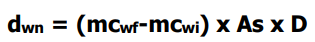 dwn = (mcwf-mcwi) x As x D